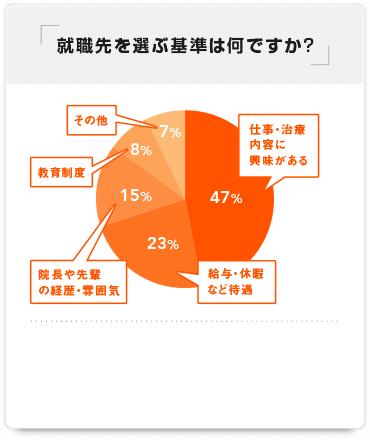 就職先を選ぶ基準は何ですか?
その他
7%
仕事・治療
内容に
興味がある
8%
教育制度
15%
47%
23%
院長や先輩
の経歴・雰囲気
給与・休暇
など待遇